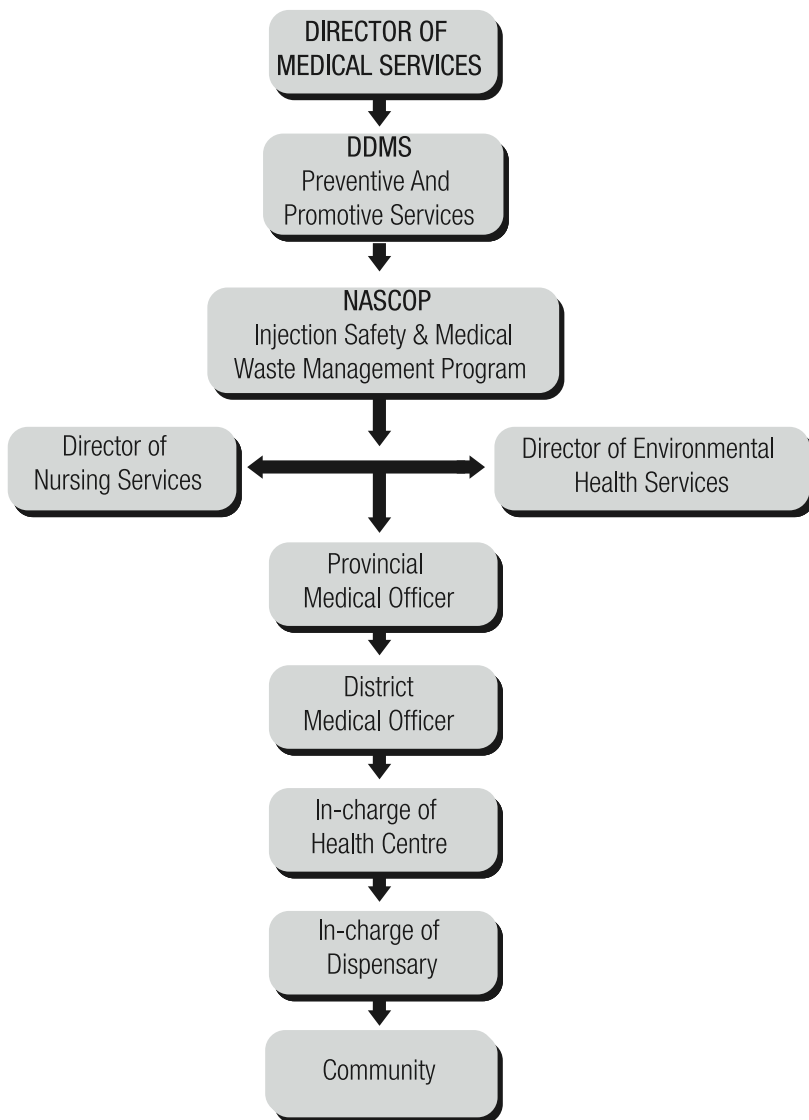 DIRECTOR OF
MEDICAL SERVICES
DDMS
Preventive And
Promotive Services
NASCOP
Injection Safety & Medical
Waste Management Program
Director of
Nursing Services
Director of Environmental
Health Services
Provincial
Medical Officer
District
Medical Officer
In-charge of
Health Centre
In-charge of
Dispensary
Community